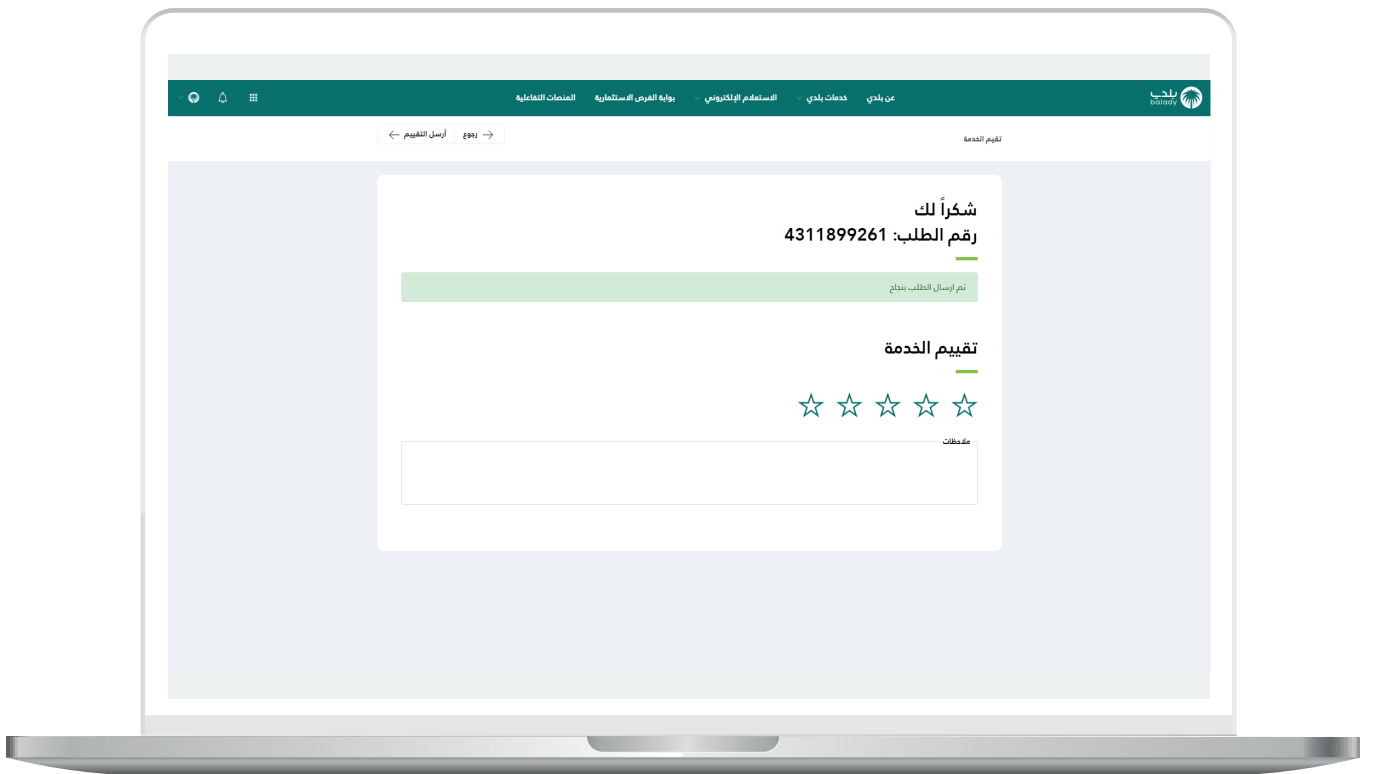 بلدي
balady
عن بلدي
خدمات بلدي
الاستعلام الإلكتروني
بوابة الفرص الاستثمارية
المنصات التفاعلية
تقيم الخدمة
رجوع
أرسل التقييم
شكراً لك
رقم الطلب: 4311899261
تم ارسال الطلب بنجاح
تقييم الخدمة
ملاحظات